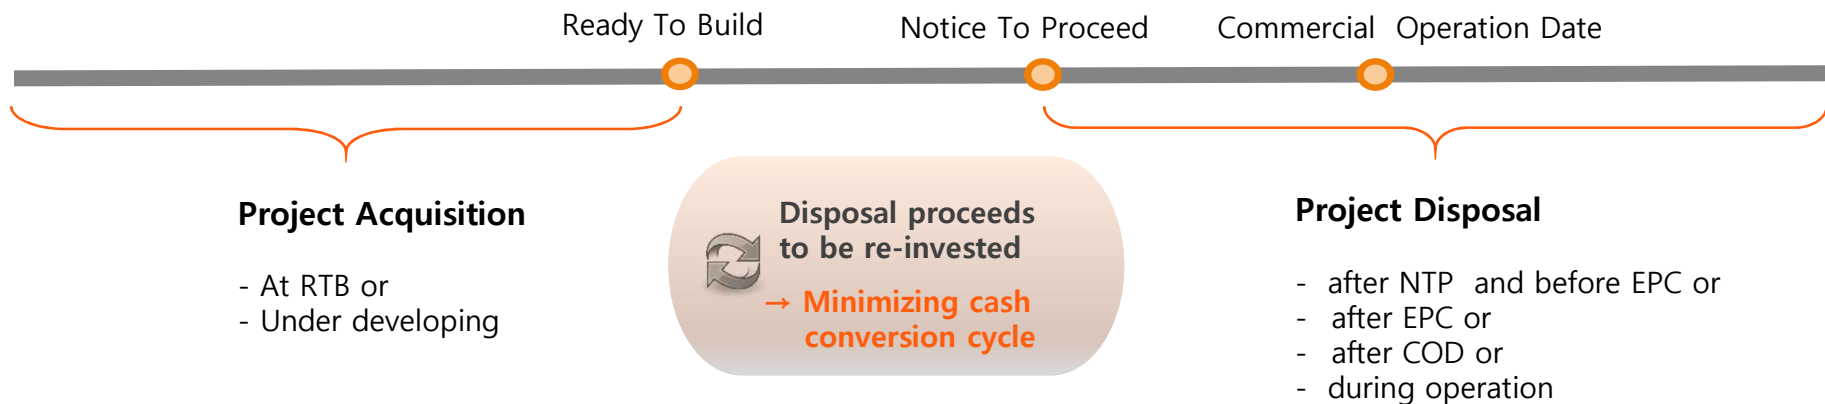 Ready To Build
Notice To Proceed
Commercial Operation Date
Project Acquisition
- At RTB or
- Under developing
Disposal proceeds
to be re-invested
→ Minimizing cash
conversion cycle
Project Disposal
- after NTP and before EPC or
- after EPC or
- after COD or
- during operation